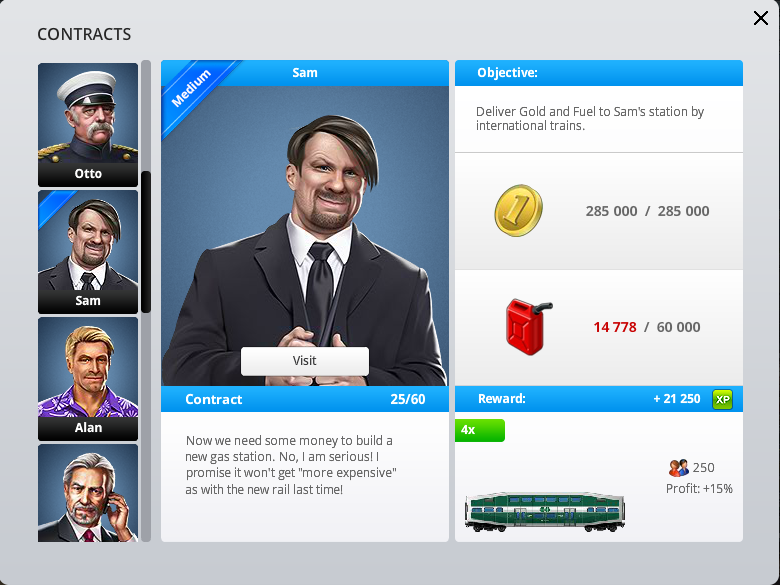 CONTRACTS
Otto
Sam
Alan
Medium
Sam
Visit
Contract 25/60
Now we need some money to build a
new gas station. No, I am serious! I
promise it won't get "more expensive"
as with the new rail last time!
Objective:
Deliver Gold and Fuel to Sam's station by
international trains.
1
285 000 / 285 000
14 778 / 60 000
Reward: + 21 250 XP
4x
250
Profit: +15%